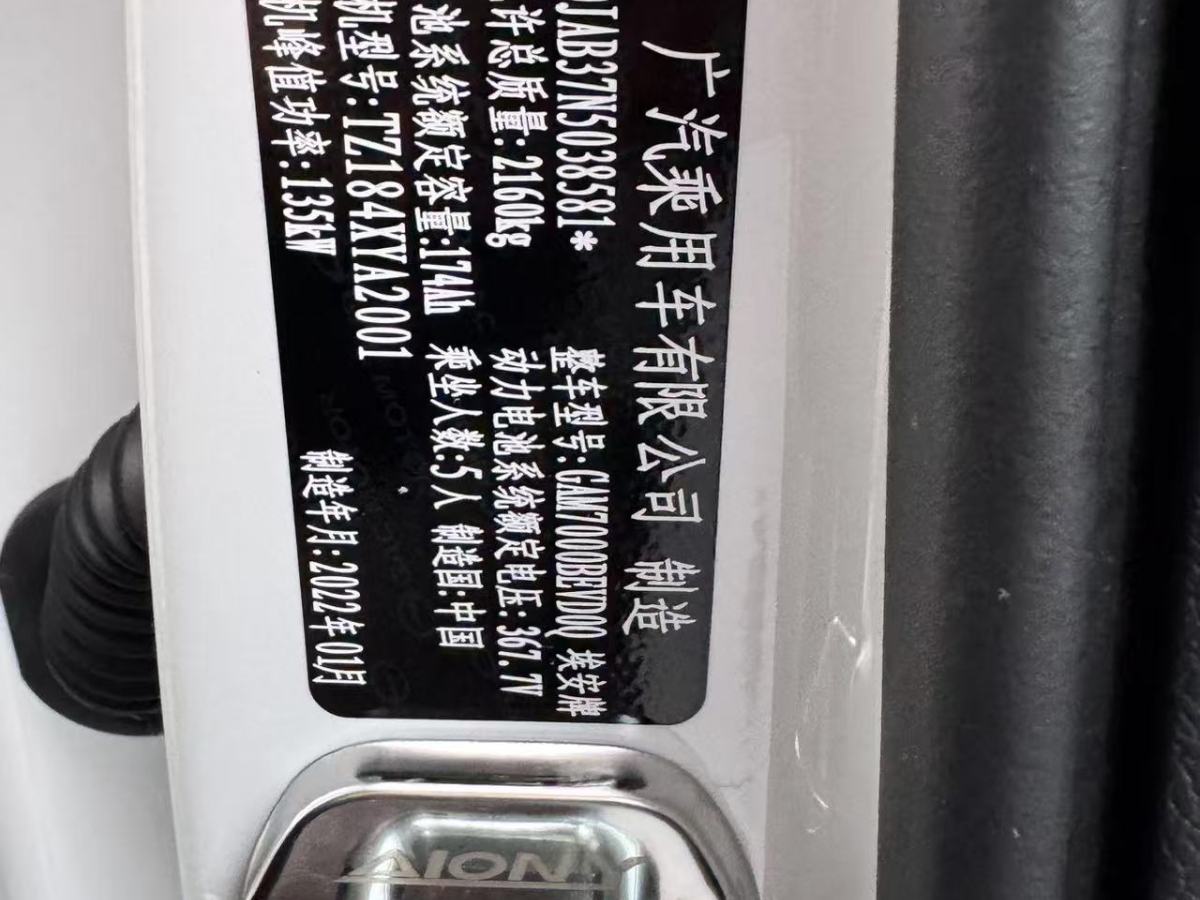 广汽乘用车有限公司 制造
JAB37N5038581* 整车型号:GAM7000BEVD0Q 埃安牌
许总质量:2160kg 动力电池系统额定电压:367.7V
池系统额定容量:174Ah 乘坐人数:5人 制造国:中国
机型号:TZ184XYA2001
机峰值功率:135kW 制造年月:2022年01月
AION